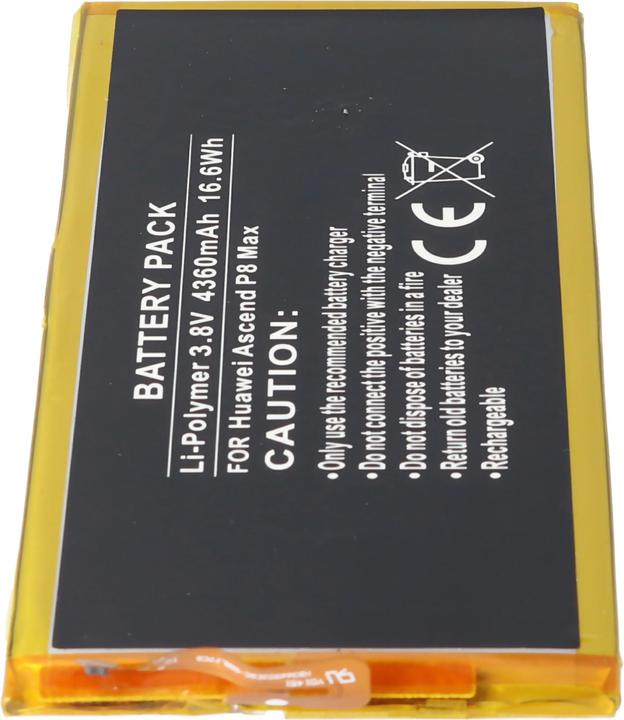 BATTERY PACK
Li-Polymer 3.8V 4360mAh 16.6Wh
FOR Huawei Ascend P8 Max
CAUTION:
•Only use the recommended battery charger
•Do not connect the positive with the negative terminal
•Do not dispose of batteries in a fire
•Return old batteries to your dealer
•Rechargeable
CE